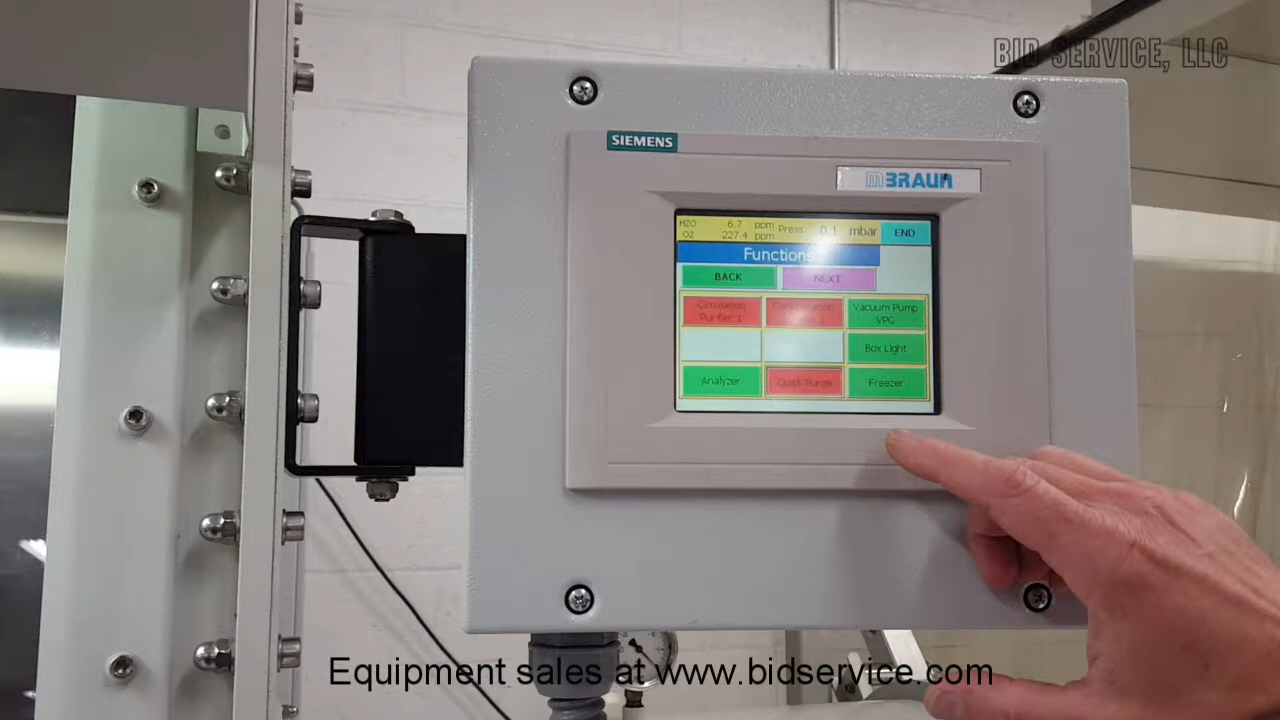 BID SERVICE, LLC
SIEMENS
mBRAUN
H2O 6.7 ppm
O2 227.4 ppm
Press: 0.1 mbar
END
Functions
BACK
NEXT
Circulation
Purifier 1
Vacuum Pump
VPG
Box Light
Analyzer
Quick Purge
Freezer
Equipment sales at www.bidservice.com